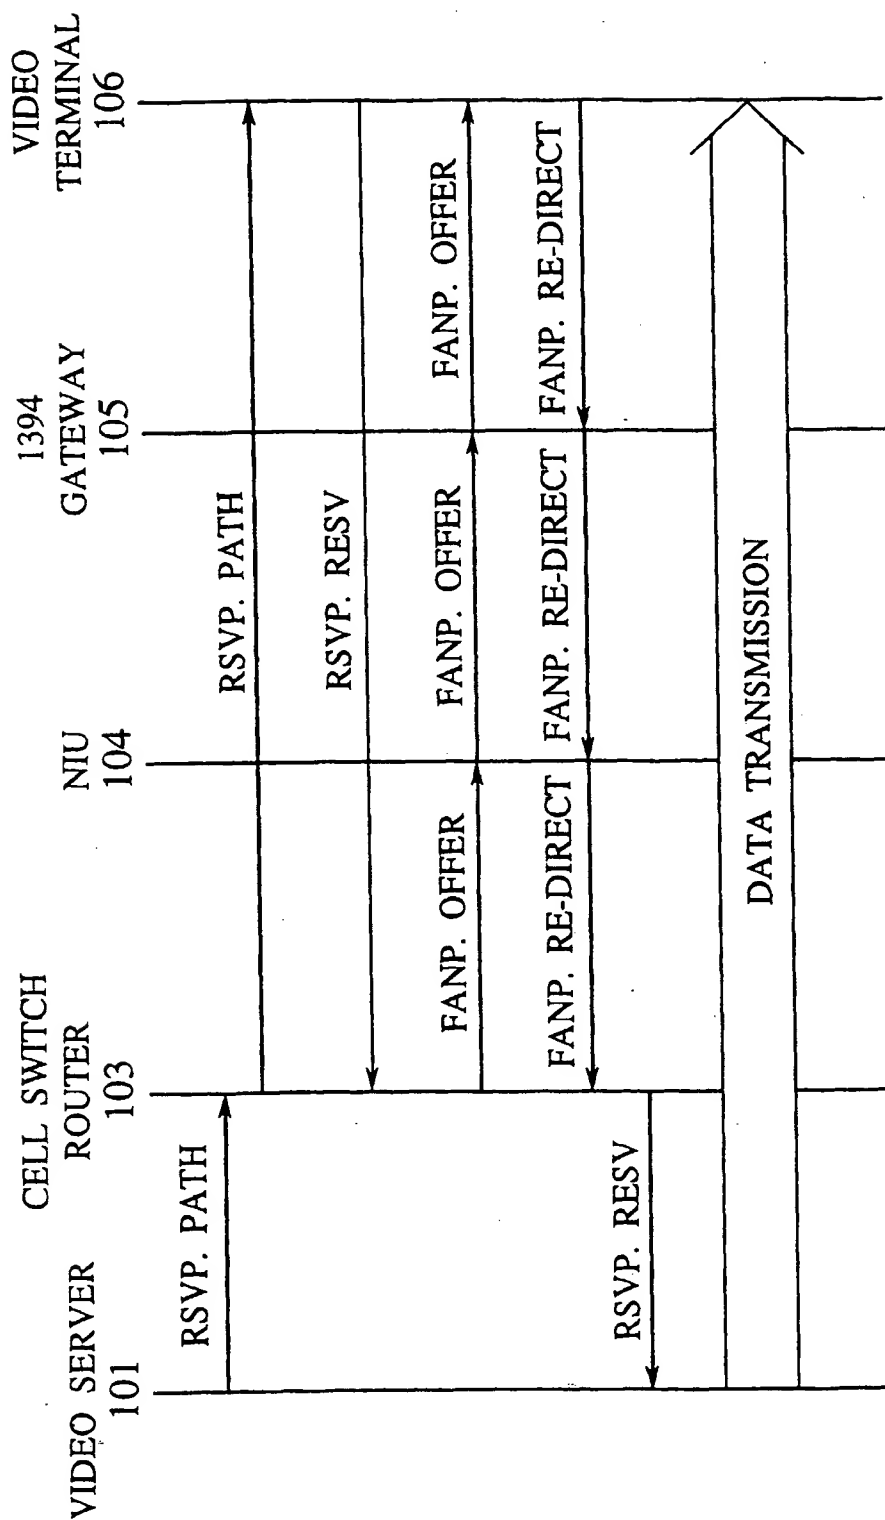 VIDEO SERVER
101
CELL SWITCH
ROUTER
103
NIU
104
1394
GATEWAY
105
VIDEO
TERMINAL
106
RSVP. PATH
RSVP. PATH
RSVP. RESV
FANP. OFFER
FANP. OFFER
FANP. OFFER
FANP. RE-DIRECT
FANP. RE-DIRECT
FANP. RE-DIRECT
RSVP. RESV
DATA TRANSMISSION